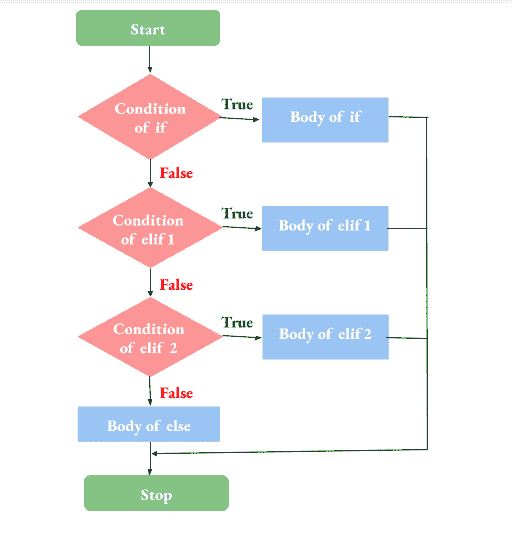 Start
Condition
of if
True
Body of if
False
Condition
of elif 1
True
Body of elif 1
False
Condition
of elif 2
True
Body of elif 2
False
Body of else
Stop